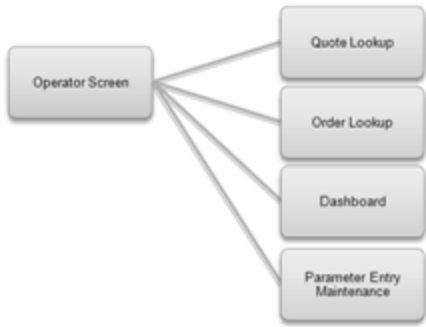 Operator Screen
Quote Lookup
Order Lookup
Dashboard
Parameter Entry
Maintenance